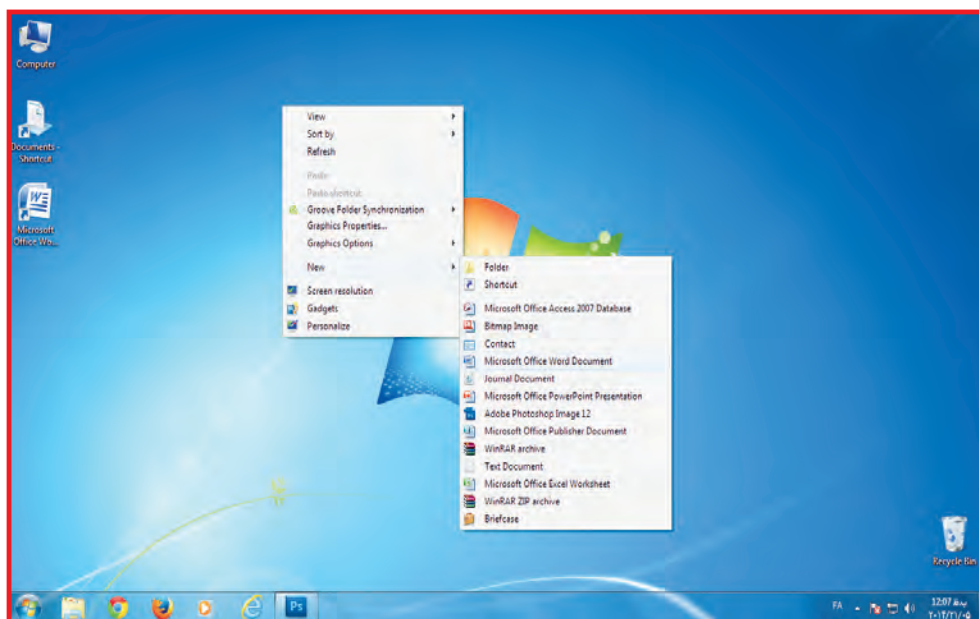 Computer
Documents -
Shortcut
Microsoft
Office Wo...
View
Sort by
Refresh
Paste
Paste shortcut
Groove Folder Synchronization
Graphics Properties...
Graphics Options
New
Screen resolution
Gadgets
Personalize
Folder
Shortcut
Microsoft Office Access 2007 Database
Bitmap Image
Contact
Microsoft Office Word Document
Journal Document
Microsoft Office PowerPoint Presentation
Adobe Photoshop Image 12
Microsoft Office Publisher Document
WinRAR archive
Text Document
Microsoft Office Excel Worksheet
WinRAR ZIP archive
Briefcase
Recycle Bin
Ps
FA
12:07